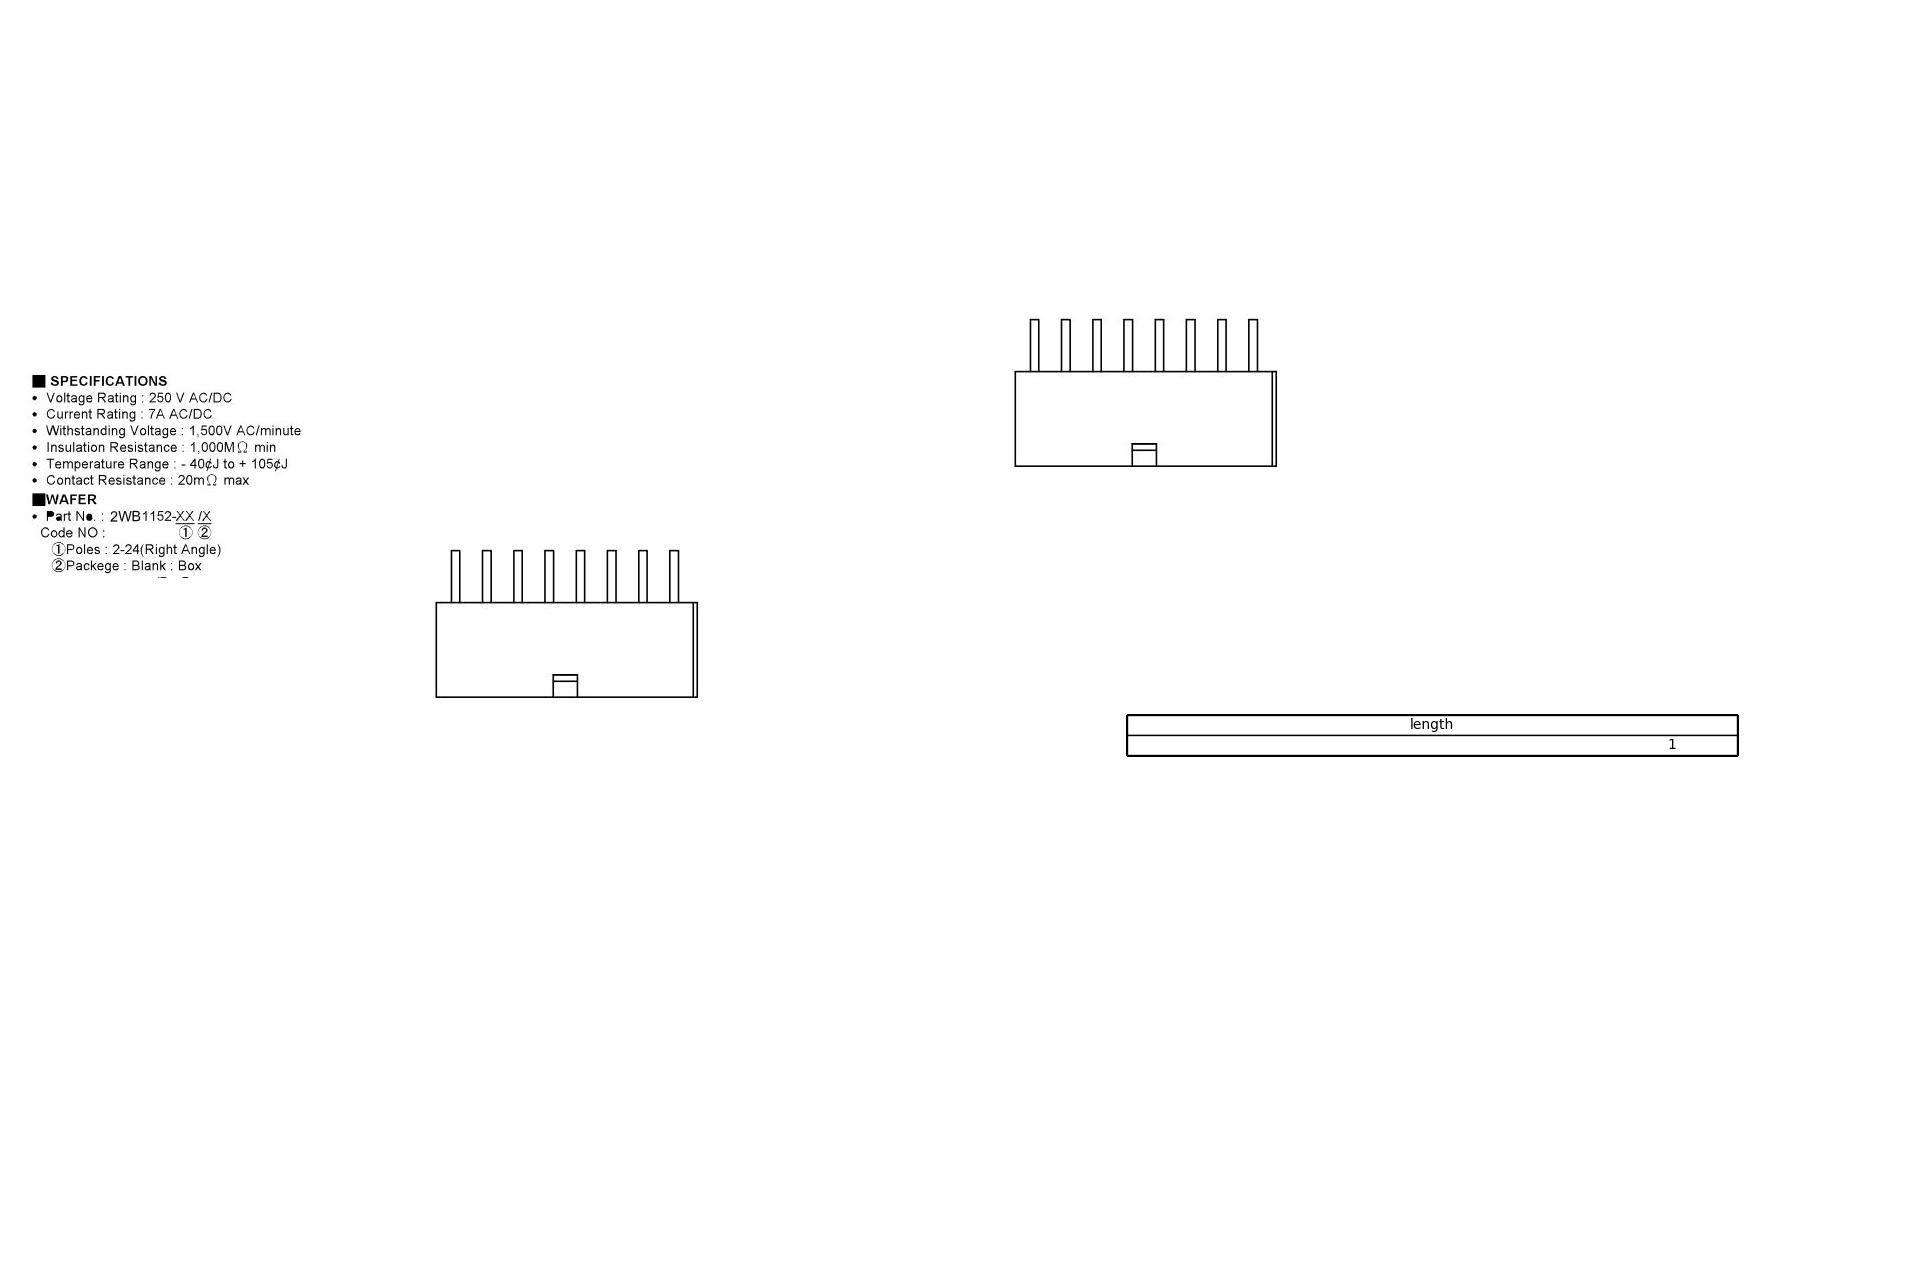 ■ SPECIFICATIONS
• Voltage Rating : 250 V AC/DC
• Current Rating : 7A AC/DC
• Withstanding Voltage : 1,500V AC/minute
• Insulation Resistance : 1,000MΩ min
• Temperature Range : - 40¢J to + 105¢J
• Contact Resistance : 20mΩ max
■WAFER
• Part No. : 2WB1152-XX /X
Code NO : ① ②
①Poles : 2-24(Right Angle)
②Packege : Blank : Box
length
1